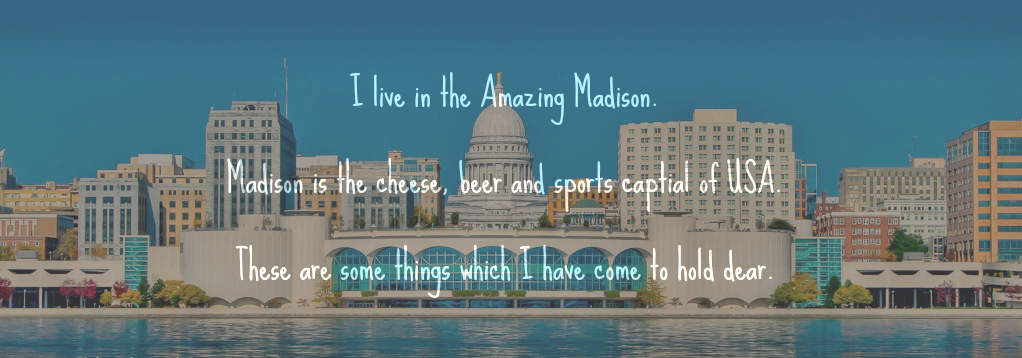 I live in the Amazing Madison.
Madison is the cheese, beer and sports captial of USA.
These are some things which I have come to hold dear.